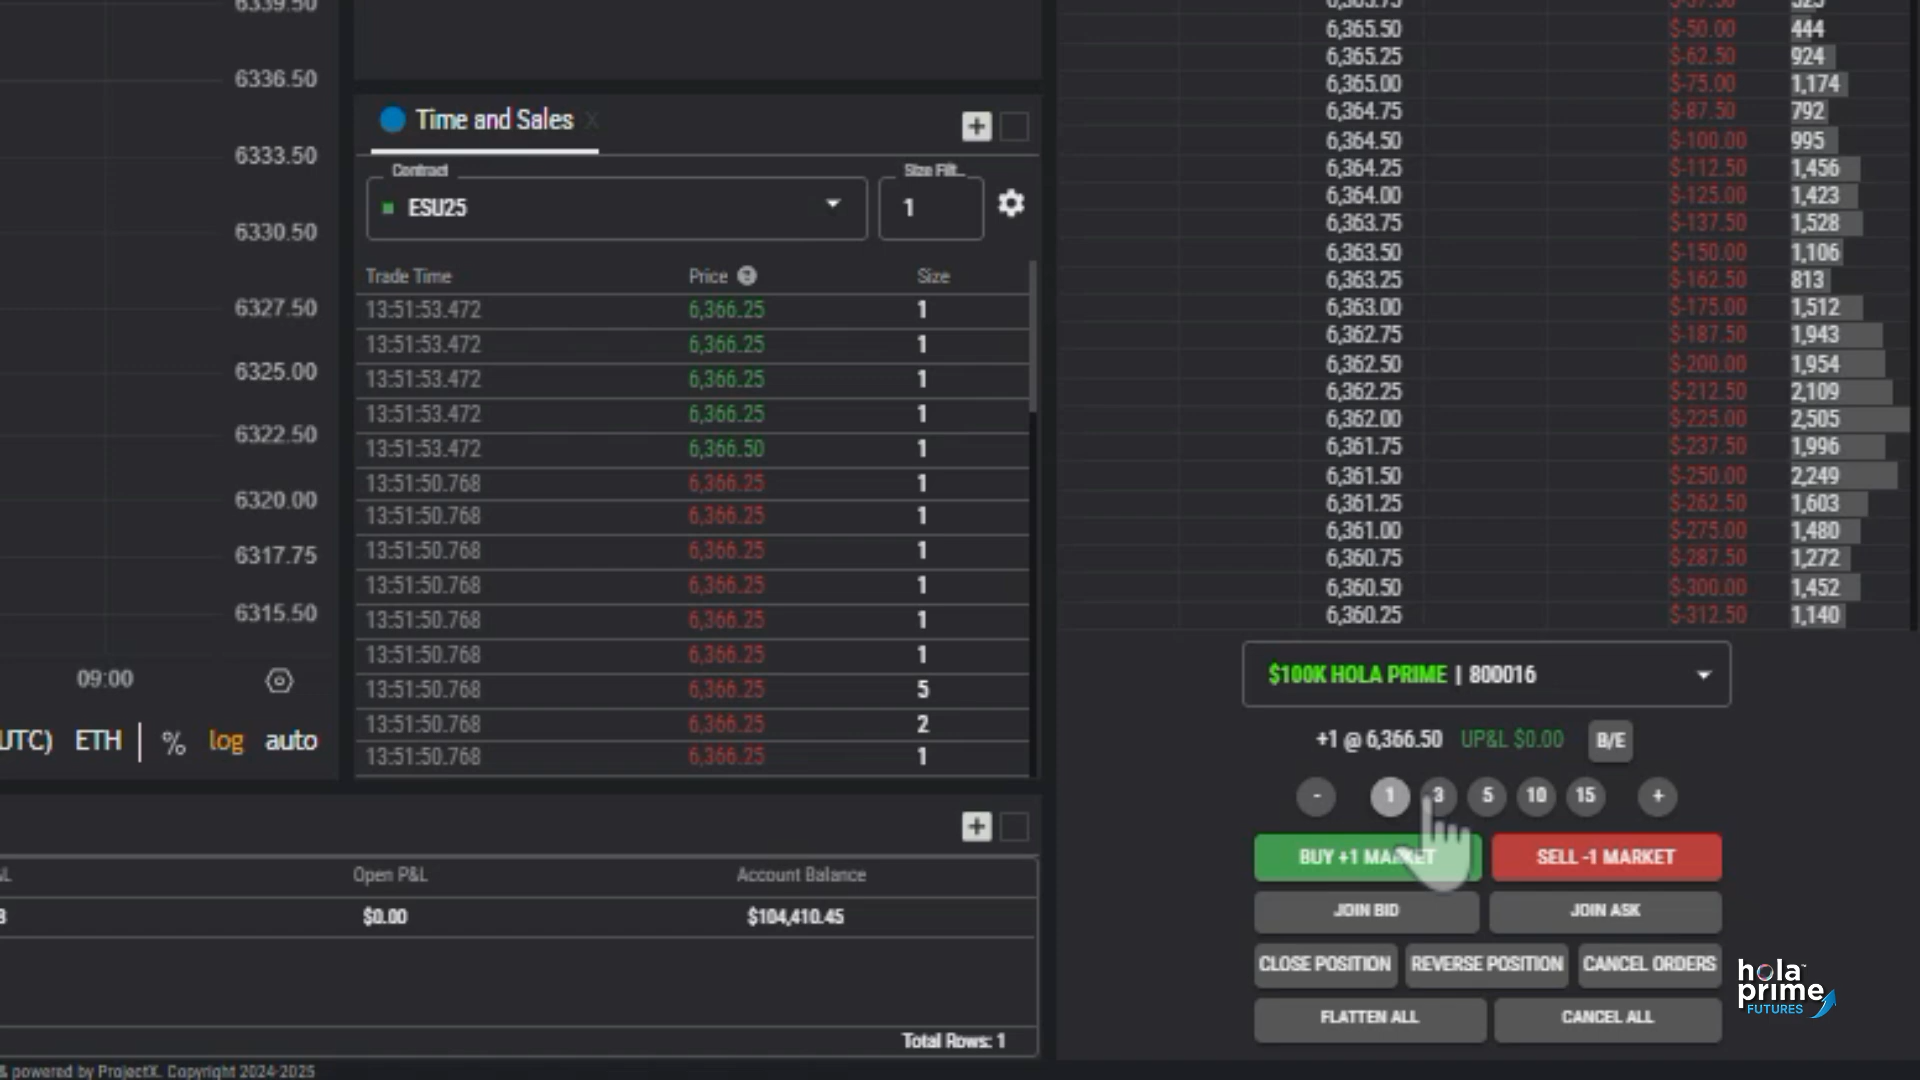 6339.50
6336.50
6333.50
6330.50
6327.50
6325.00
6322.50
6320.00
6317.75
6315.50
09:00
UTC) ETH | % log auto
Time and Sales X
Contract
ESU25
Size Filt...
1
Trade Time Price ? Size
13:51:53.472 6,366.25 1
13:51:53.472 6,366.25 1
13:51:53.472 6,366.25 1
13:51:53.472 6,366.25 1
13:51:53.472 6,366.50 1
13:51:50.768 6,366.25 1
13:51:50.768 6,366.25 1
13:51:50.768 6,366.25 1
13:51:50.768 6,366.25 1
13:51:50.768 6,366.25 1
13:51:50.768 6,366.25 1
13:51:50.768 6,366.25 5
13:51:50.768 6,366.25 2
13:51:50.768 6,366.25 1
Open P&L Account Balance
$0.00 $104,410.45
Total Rows: 1
& powered by ProjectX. Copyright 2024-2025
6,365.75 $-37.50 525
6,365.50 $-50.00 444
6,365.25 $-62.50 924
6,365.00 $-75.00 1,174
6,364.75 $-87.50 792
6,364.50 $-100.00 995
6,364.25 $-112.50 1,456
6,364.00 $-125.00 1,423
6,363.75 $-137.50 1,528
6,363.50 $-150.00 1,106
6,363.25 $-162.50 813
6,363.00 $-175.00 1,512
6,362.75 $-187.50 1,943
6,362.50 $-200.00 1,954
6,362.25 $-212.50 2,109
6,362.00 $-225.00 2,505
6,361.75 $-237.50 1,996
6,361.50 $-250.00 2,249
6,361.25 $-262.50 1,603
6,361.00 $-275.00 1,480
6,360.75 $-287.50 1,272
6,360.50 $-300.00 1,452
6,360.25 $-312.50 1,140
$100K HOLA PRIME | 800016
+1 @ 6,366.50 UP&L $0.00 B/E
- 1 3 5 10 15 +
BUY +1 MARKET SELL -1 MARKET
JOIN BID JOIN ASK
CLOSE POSITION REVERSE POSITION CANCEL ORDERS
FLATTEN ALL CANCEL ALL
hola
prime
FUTURES